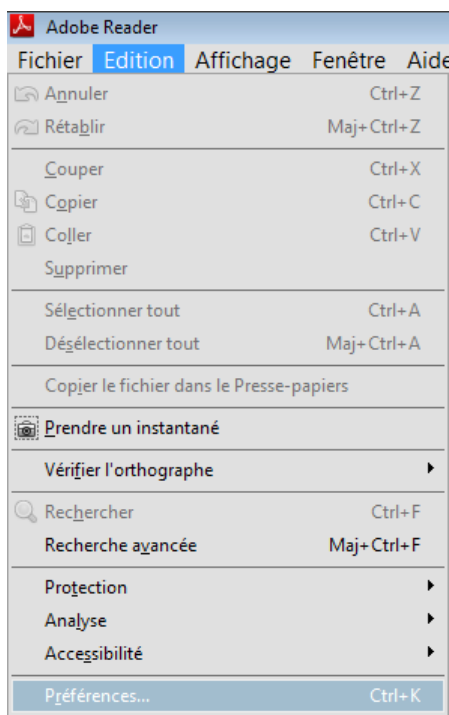 Adobe Reader
Fichier Edition Affichage Fenêtre Aide
Annuler Ctrl+Z
Rétablir Maj+Ctrl+Z
Couper Ctrl+X
Copier Ctrl+C
Coller Ctrl+V
Supprimer
Sélectionner tout Ctrl+A
Désélectionner tout Maj+Ctrl+A
Copier le fichier dans le Presse-papiers
Prendre un instantané
Vérifier l'orthographe
Rechercher Ctrl+F
Recherche avancée Maj+Ctrl+F
Protection
Analyse
Accessibilité
Préférences... Ctrl+K